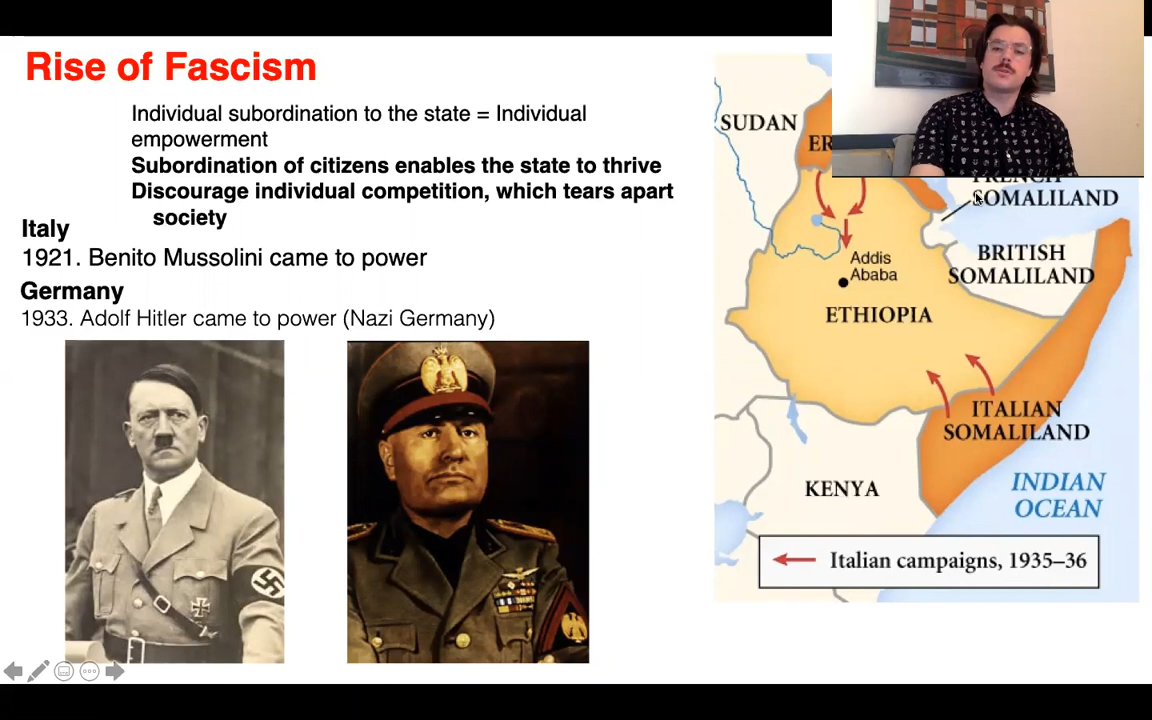 Rise of Fascism
Individual subordination to the state = Individual
empowerment
Subordination of citizens enables the state to thrive
Discourage individual competition, which tears apart
society
Italy
1921. Benito Mussolini came to power
Germany
1933. Adolf Hitler came to power (Nazi Germany)
SUDAN
ER
FRENCH
SOMALILAND
BRITISH
SOMALILAND
Addis
Ababa
ETHIOPIA
ITALIAN
SOMALILAND
KENYA
INDIAN
OCEAN
Italian campaigns, 1935–36